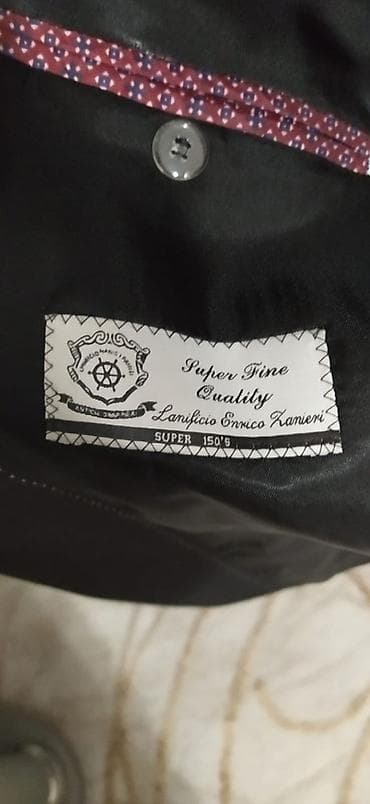 Super Fine
Quality
Lanificio Enrico Zanieri
SUPER 150'S